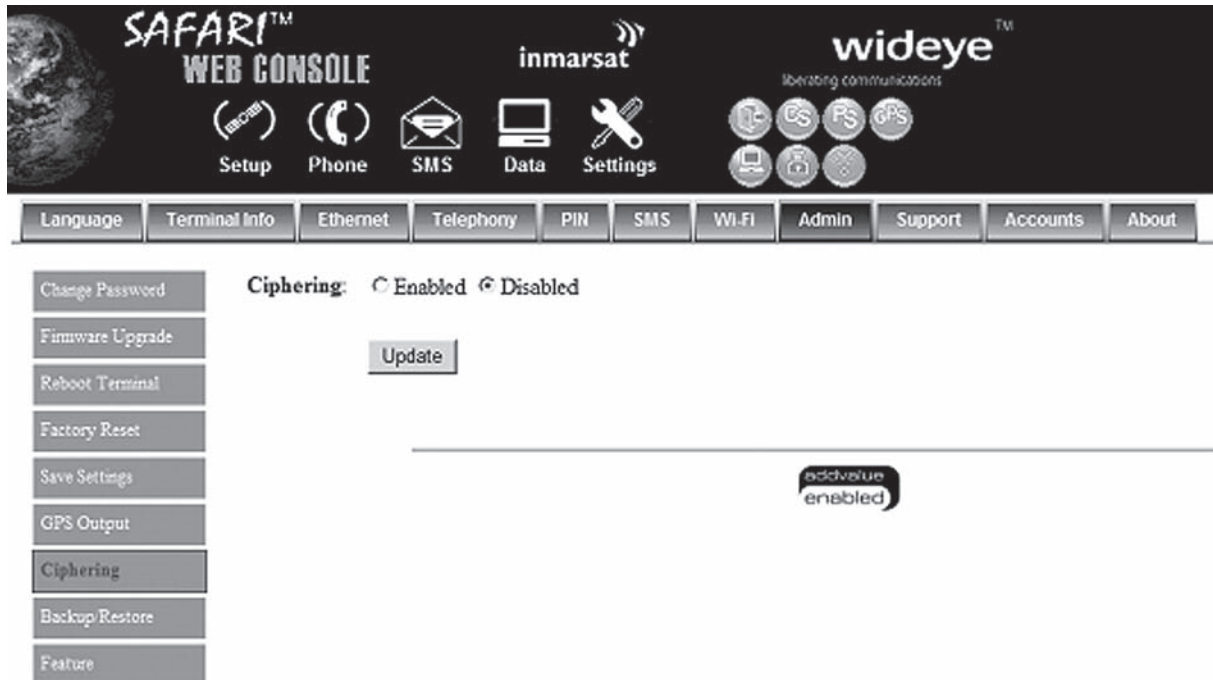 SAFARI™
WEB CONSOLE
inmarsat
wideye™
liberating communications
Setup
Phone
SMS
Data
Settings
CS
PS
GPS
Language
Terminal Info
Ethernet
Telephony
PIN
SMS
Wi-Fi
Admin
Support
Accounts
About
Change Password
Firmware Upgrade
Reboot Terminal
Factory Reset
Save Settings
GPS Output
Ciphering
Backup/Restore
Feature
Ciphering: Enabled Disabled
Update
addvalue
enabled